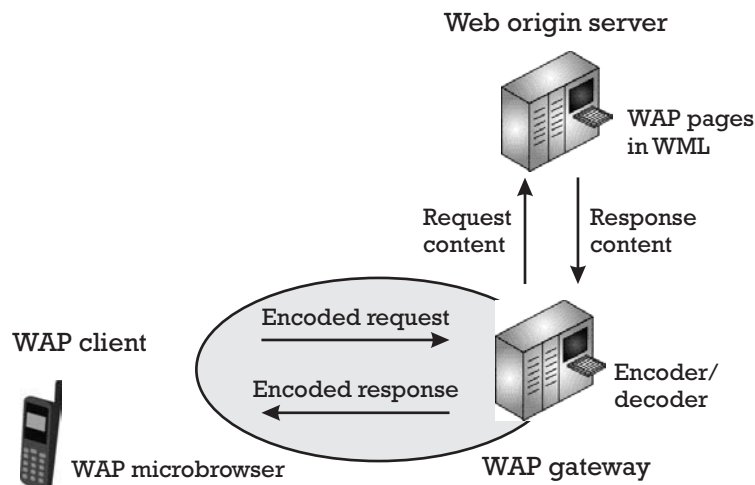 Web origin server
WAP pages
in WML
Request
content
Response
content
Encoded request
WAP client
Encoded response
Encoder/
decoder
WAP microbrowser
WAP gateway